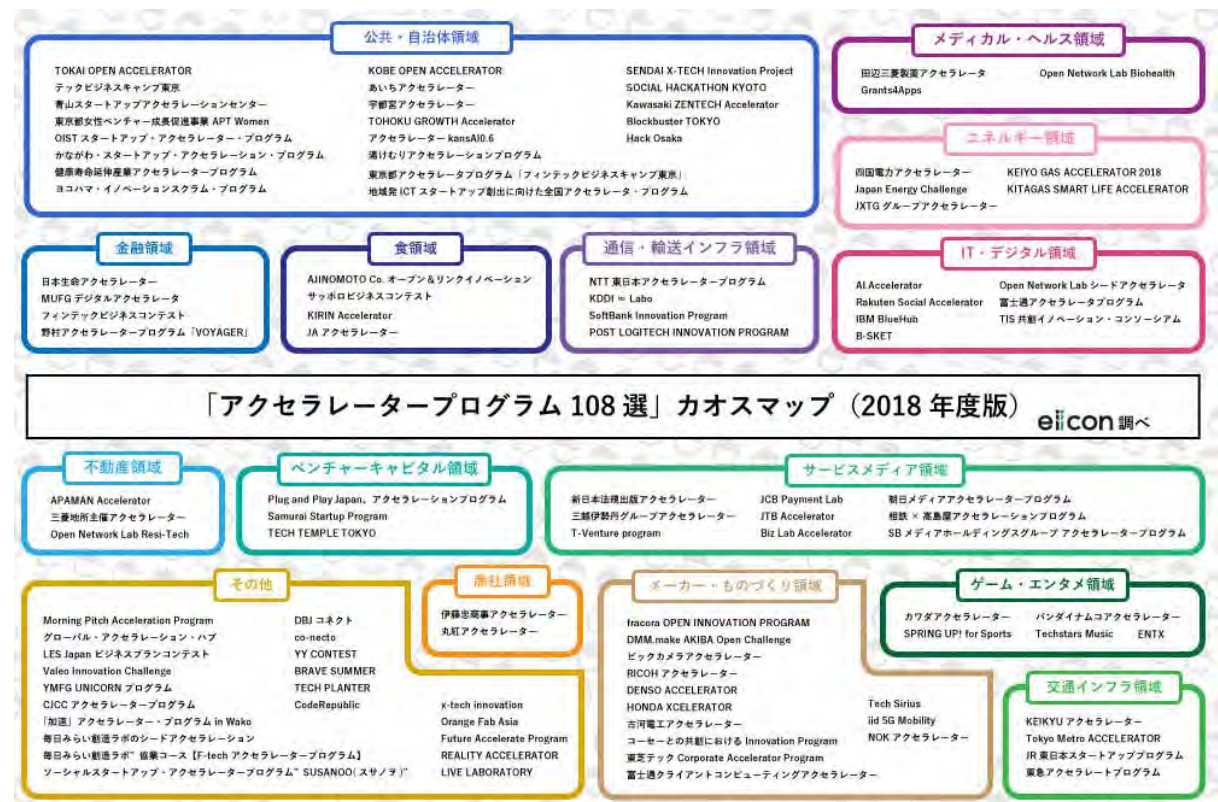 公共・自治体領域
TOKAI OPEN ACCELERATOR
テックビジネスキャンプ東京
青山スタートアップアクセラレーションセンター
東京都女性ベンチャー成長促進事業 APT Women
OIST スタートアップ・アクセラレーター・プログラム
かながわ・スタートアップ・アクセラレーション・プログラム
健康寿命延伸産業アクセラレータープログラム
ヨコハマ・イノベーションスクラム・プログラム
KOBE OPEN ACCELERATOR
あいちアクセラレーター
宇都宮アクセラレーター
TOHOKU GROWTH Accelerator
アクセラレーター kansAI0.6
湯けむりアクセラレーションプログラム
東京都アクセラレータプログラム「フィンテックビジネスキャンプ東京」
地域発 ICT スタートアップ創出に向けた全国アクセラレータ・プログラム
SENDAI X-TECH Innovation Project
SOCIAL HACKATHON KYOTO
Kawasaki ZENTECH Accelerator
Blockbuster TOKYO
Hack Osaka
メディカル・ヘルス領域
田辺三菱製薬アクセラレータ
Grants4Apps
Open Network Lab Biohealth
エネルギー領域
四国電力アクセラレーター
Japan Energy Challenge
JXTG グループアクセラレーター
KEIYO GAS ACCELERATOR 2018
KITAGAS SMART LIFE ACCELERATOR
金融領域
日本生命アクセラレーター
MUFG デジタルアクセラレータ
フィンテックビジネスコンテスト
野村アクセラレータープログラム「VOYAGER」
食領域
AJINOMOTO Co. オープン＆リンクイノベーション
サッポロビジネスコンテスト
KIRIN Accelerator
JA アクセラレーター
通信・輸送インフラ領域
NTT 東日本アクセラレータープログラム
KDDI ∞ Labo
SoftBank Innovation Program
POST LOGITECH INNOVATION PROGRAM
IT・デジタル領域
AI.Accelerator
Rakuten Social Accelerator
IBM BlueHub
B-SKET
Open Network Lab シードアクセラレータ
富士通アクセラレータプログラム
TIS 共創イノベーション・コンソーシアム
「アクセラレータープログラム 108 選」カオスマップ（2018 年度版）
eiicon 調べ
不動産領域
APAMAN Accelerator
三菱地所主催アクセラレーター
Open Network Lab Resi-Tech
ベンチャーキャピタル領域
Plug and Play Japan、アクセラレーションプログラム
Samurai Startup Program
TECH TEMPLE TOKYO
サービスメディア領域
新日本法規出版アクセラレーター
三越伊勢丹グループアクセラレーター
T-Venture program
JCB Payment Lab
JTB Accelerator
Biz Lab Accelerator
朝日メディアアクセラレータープログラム
相鉄 × 高島屋アクセラレーションプログラム
SB メディアホールディングスグループ アクセラレータープログラム
その他
Morning Pitch Acceleration Program
グローバル・アクセラレーション・ハブ
LES Japan ビジネスプランコンテスト
Valeo Innovation Challenge
YMFG UNICORN プログラム
CJCC アクセラレータープログラム
「加速」アクセラレーター・プログラム in Wako
毎日みらい創造ラボのシードアクセラレーション
毎日みらい創造ラボ" 協業コース【F-tech アクセラレータープログラム】
ソーシャルスタートアップ・アクセラレータープログラム" SUSANOO( スサノヲ )"
DBJ コネクト
co-necto
YY CONTEST
BRAVE SUMMER
TECH PLANTER
CodeRepublic
x-tech innovation
Orange Fab Asia
Future Accelerate Program
REALITY ACCELERATOR
LIVE LABORATORY
商社領域
伊藤忠商事アクセラレーター
丸紅アクセラレーター
メーカー・ものづくり領域
fracora OPEN INNOVATION PROGRAM
DMM.make AKIBA Open Challenge
ビックカメラアクセラレーター
RICOH アクセラレーター
DENSO ACCELERATOR
HONDA XCELERATOR
古河電工アクセラレーター
コーセーとの共創における Innovation Program
東芝テック Corporate Accelerator Program
富士通クライアントコンピューティングアクセラレーター
Tech Sirius
iid 5G Mobility
NOK アクセラレーター
ゲーム・エンタメ領域
カワダアクセラレーター
SPRING UP! for Sports
バンダイナムコアクセラレーター
Techstars Music
ENTX
交通インフラ領域
KEIKYU アクセラレーター
Tokyo Metro ACCELERATOR
JR 東日本スタートアッププログラム
東急アクセラレートプログラム